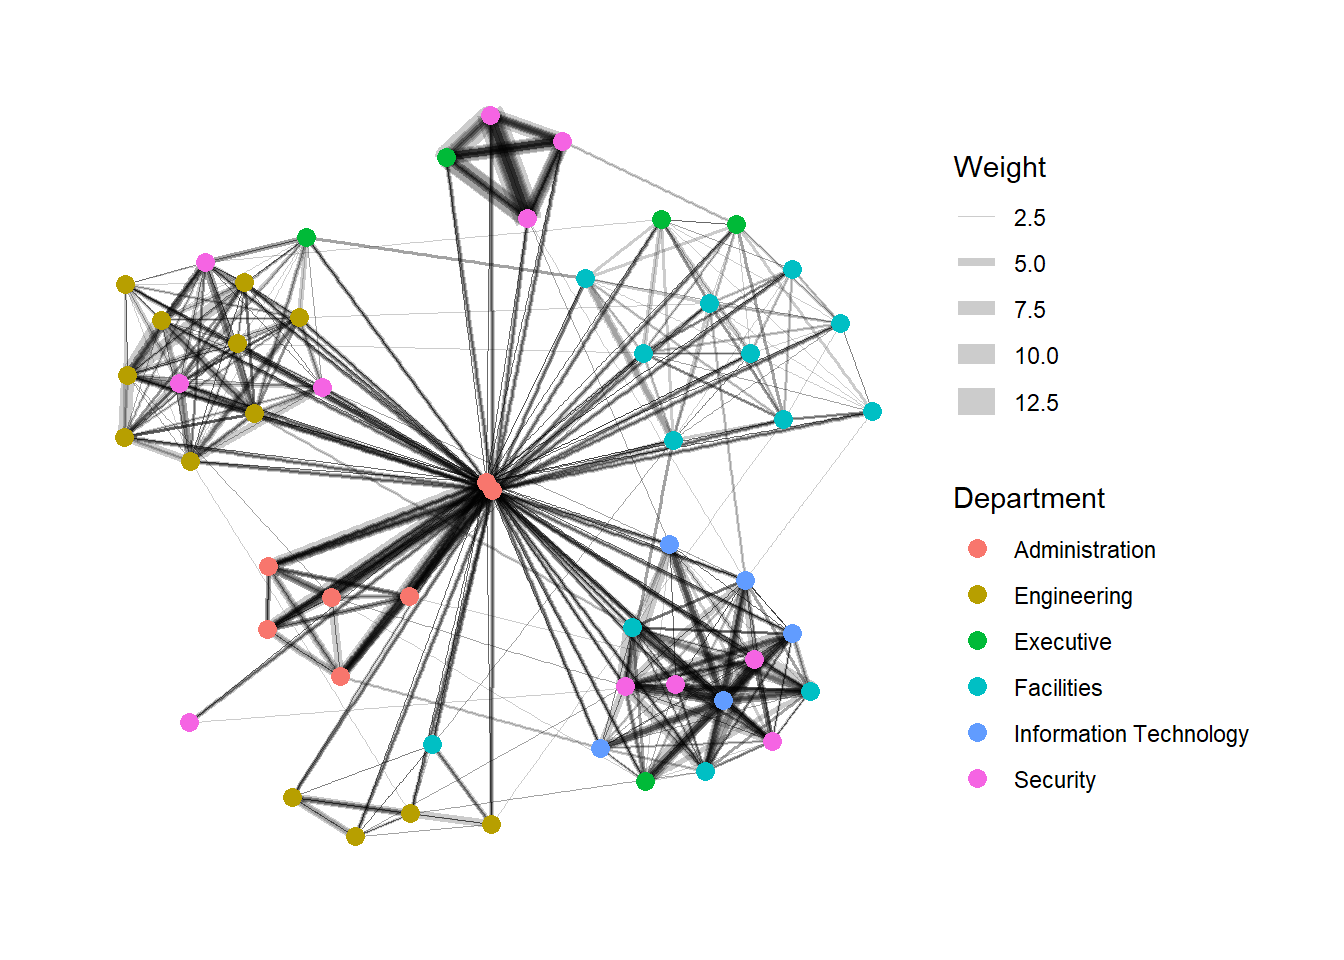 Weight
2.5
5.0
7.5
10.0
12.5
Department
Administration
Engineering
Executive
Facilities
Information Technology
Security